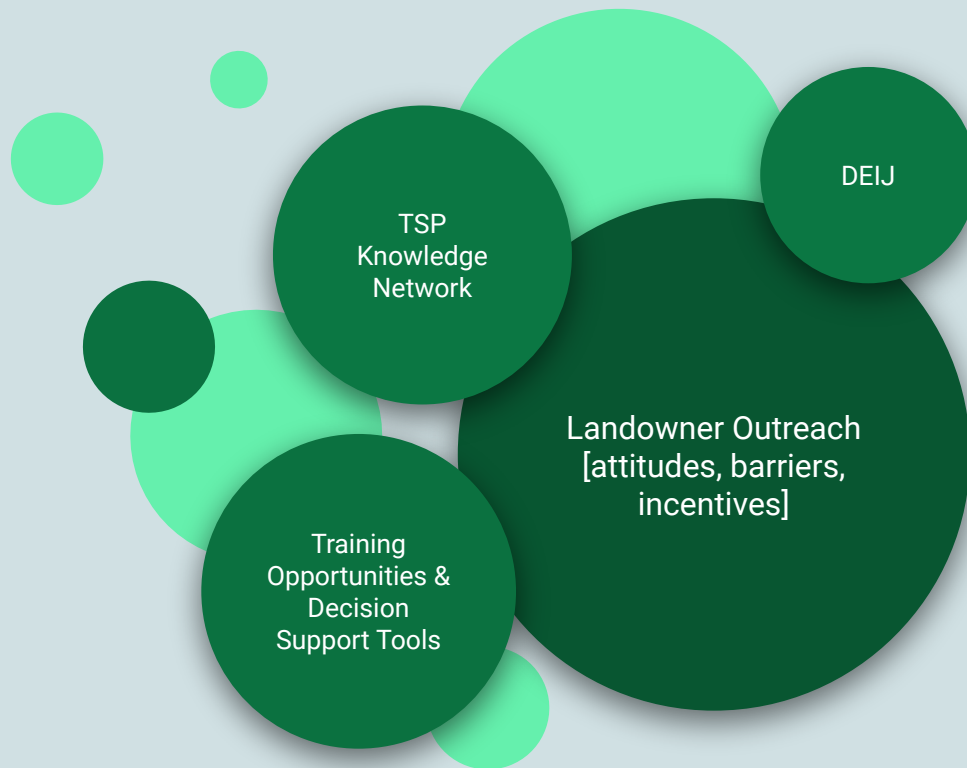 DEIJ
TSP
Knowledge
Network
Landowner Outreach
[attitudes, barriers,
incentives]
Training
Opportunities &
Decision
Support Tools